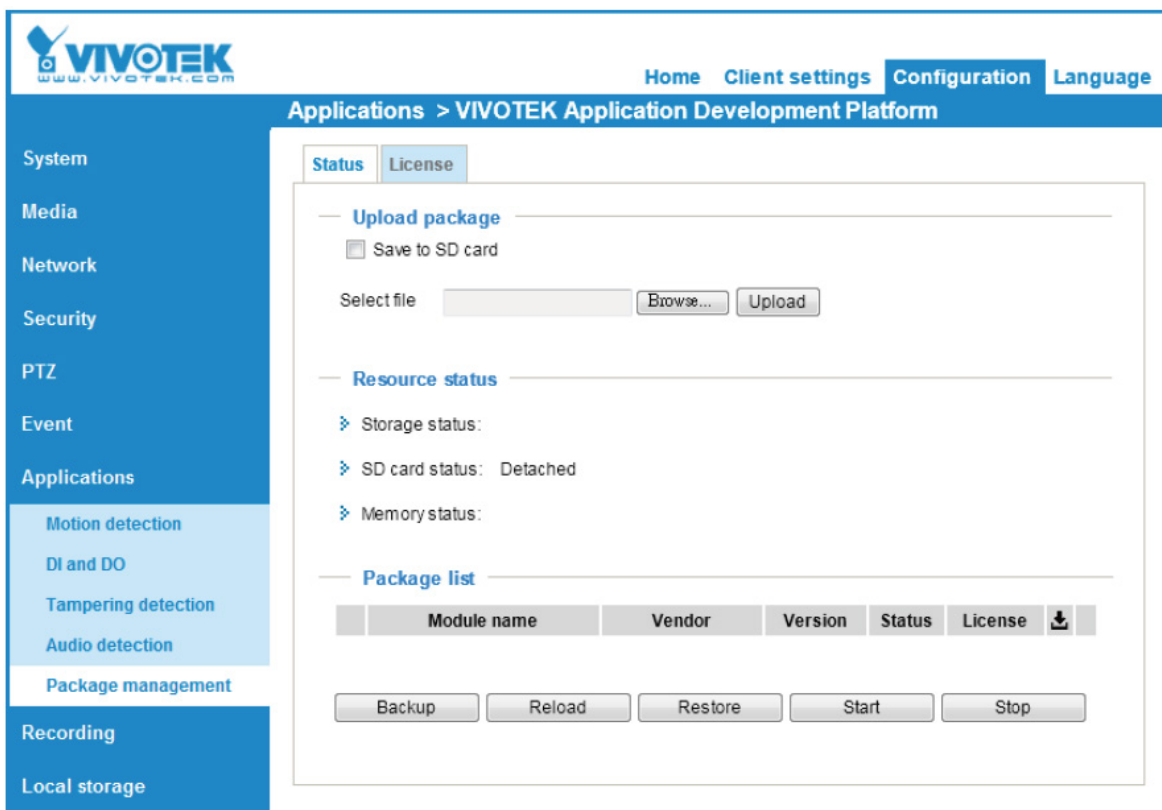 VIVOTEK
www.vivotek.com
Home Client settings Configuration Language
Applications > VIVOTEK Application Development Platform
System
Media
Network
Security
PTZ
Event
Applications
Motion detection
DI and DO
Tampering detection
Audio detection
Package management
Recording
Local storage
Status License
Upload package
Save to SD card
Select file Browse... Upload
Resource status
Storage status:
SD card status: Detached
Memory status:
Package list
Module name Vendor Version Status License
Backup Reload Restore Start Stop